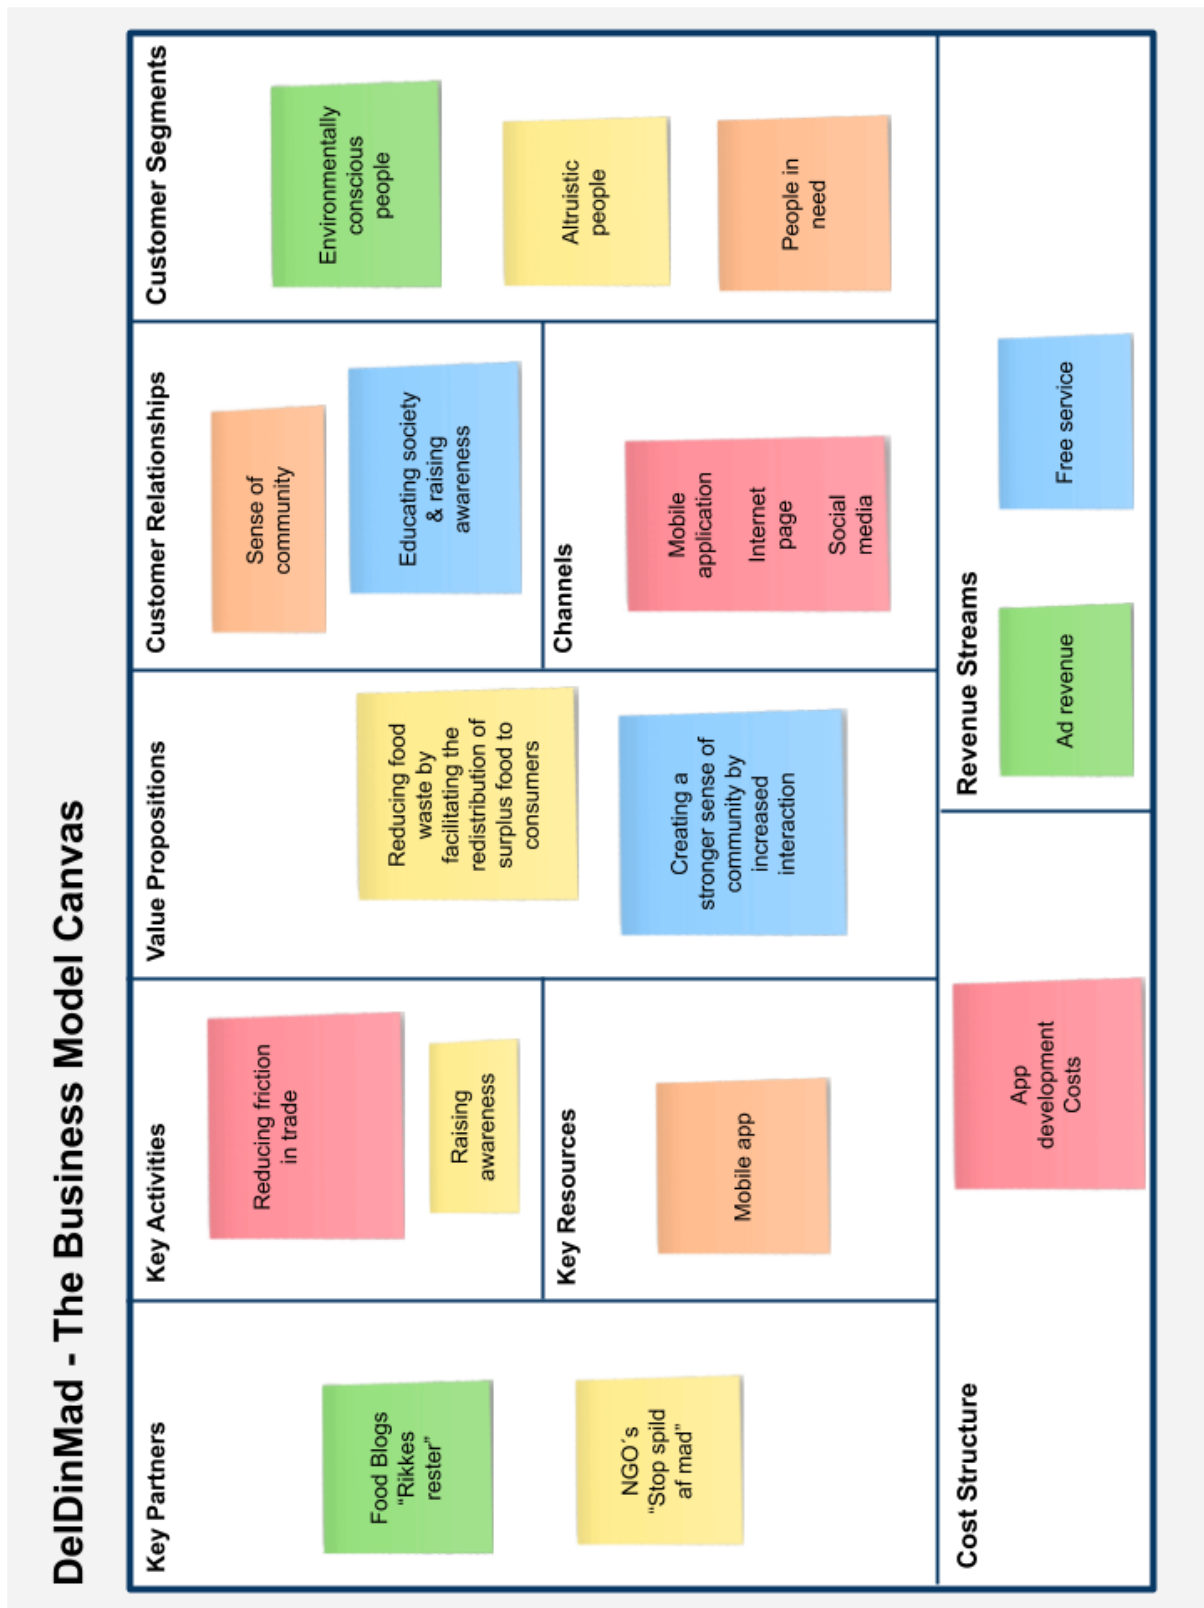 DelDinMad - The Business Model Canvas
Key Partners
Food Blogs
“Rikkes
rester”
NGO´s
“Stop spild
af mad”
Key Activities
Reducing friction
in trade
Raising
awareness
Key Resources
Mobile app
Value Propositions
Reducing food
waste by
facilitating the
redistribution of
surplus food to
consumers
Creating a
stronger sense of
community by
increased
interaction
Customer Relationships
Sense of
community
Educating society
& raising
awareness
Channels
Mobile
application
Internet
page
Social
media
Customer Segments
Environmentally
conscious
people
Altruistic
people
People in
need
Cost Structure
App
development
Costs
Revenue Streams
Ad revenue
Free service